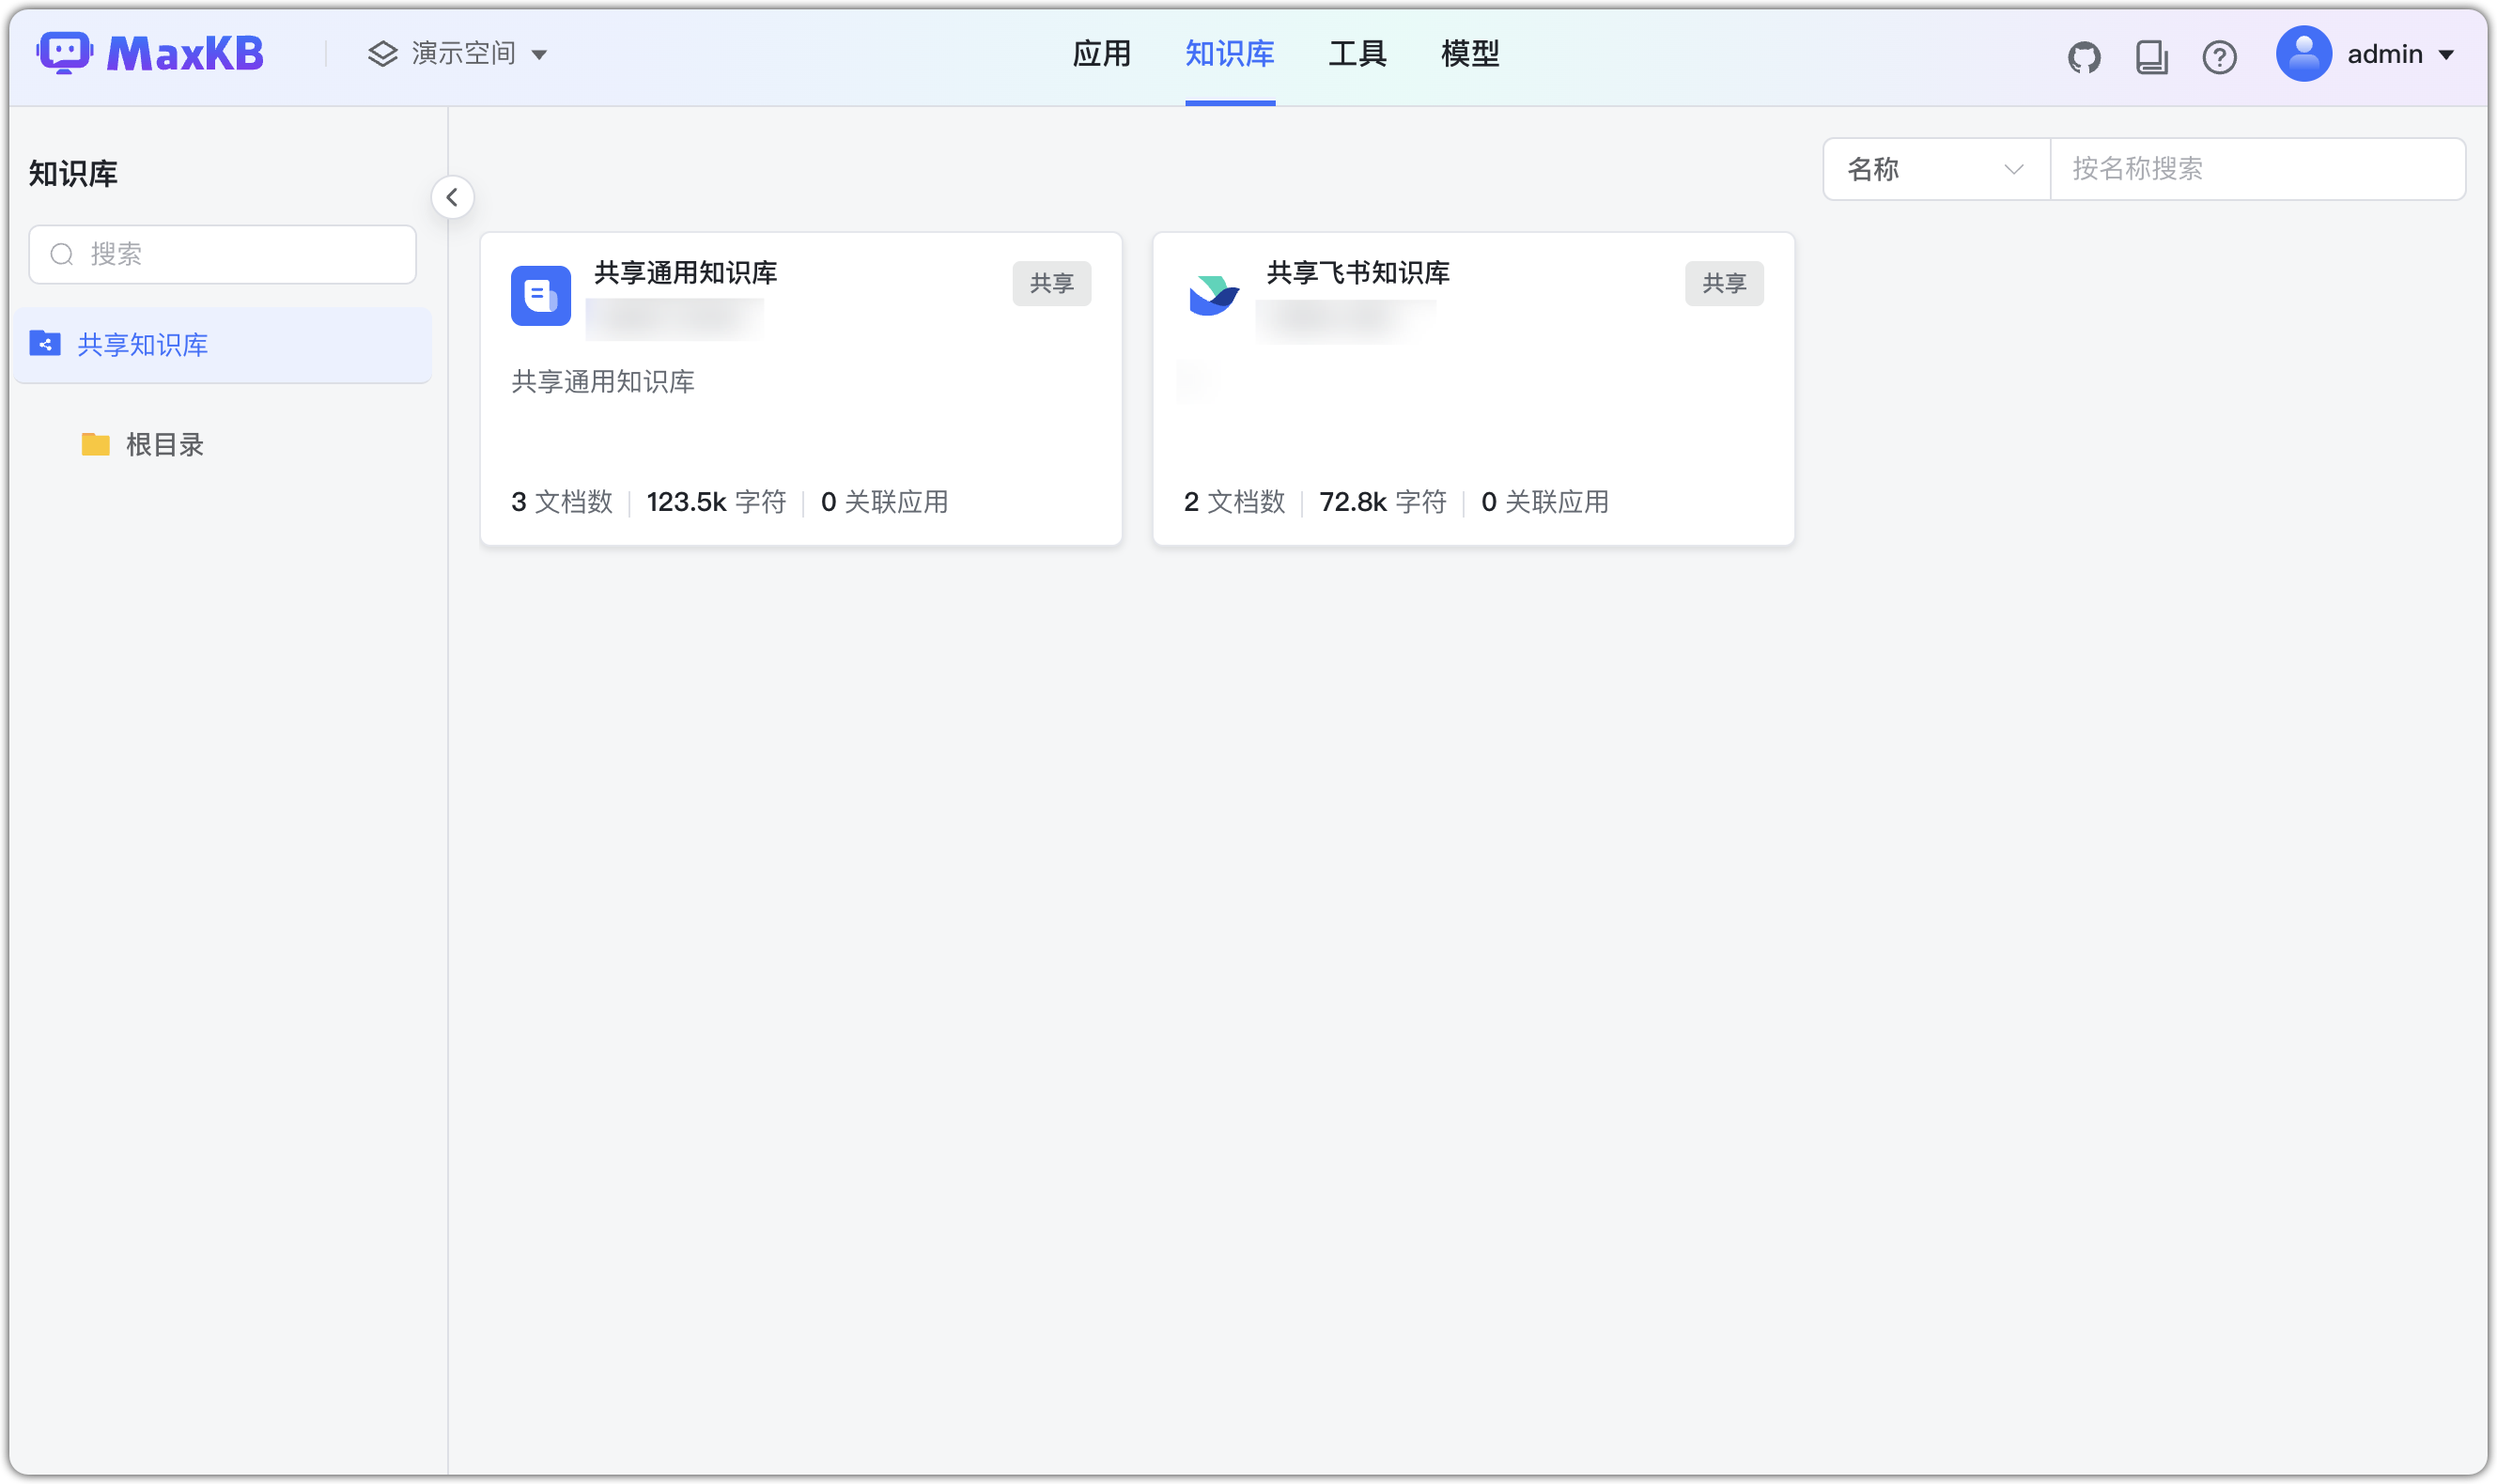 MaxKB 演示空间 应用 知识库 工具 模型 admin
知识库
名称 按名称搜索
搜索
共享知识库
根目录
共享通用知识库 共享
共享通用知识库
3 文档数 123.5k 字符 0 关联应用
共享飞书知识库 共享
2 文档数 72.8k 字符 0 关联应用